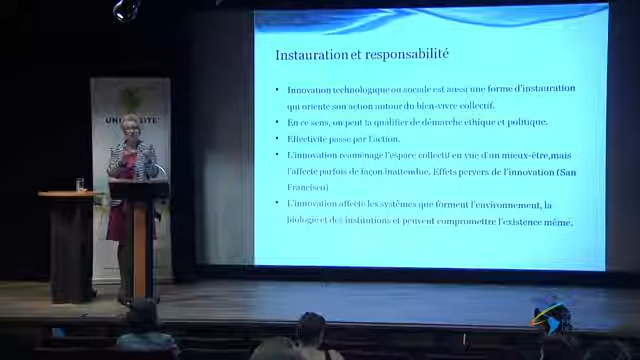 Instauration et responsabilité
• Innovation technologique ou sociale est aussi une forme d'instauration
qui oriente son action autour du bien-vivre collectif.
• En ce sens, on peut la qualifier de démarche éthique et politique.
• Effectivité passe par l'action.
• L'innovation réaménage l'espace collectif en vue d'un mieux-être,mais
l'affecte parfois de façon inattendue. Effets pervers de l'innovation (San
Francisco)
• L'innovation affecte les systèmes que forment l'environnement, la
biologie et des institutions et peuvent compromettre l'existence même.